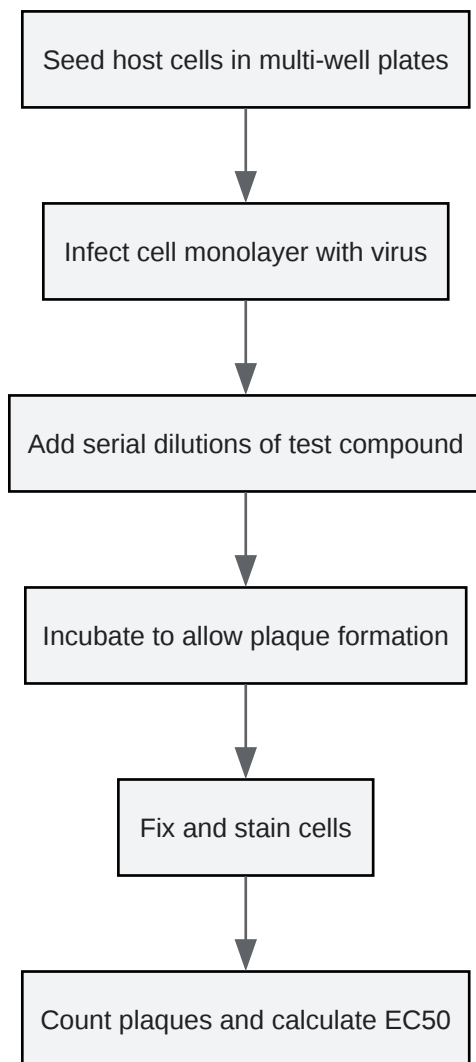 Seed host cells in multi-well plates
Infect cell monolayer with virus
Add serial dilutions of test compound
Incubate to allow plaque formation
Fix and stain cells
Count plaques and calculate EC50